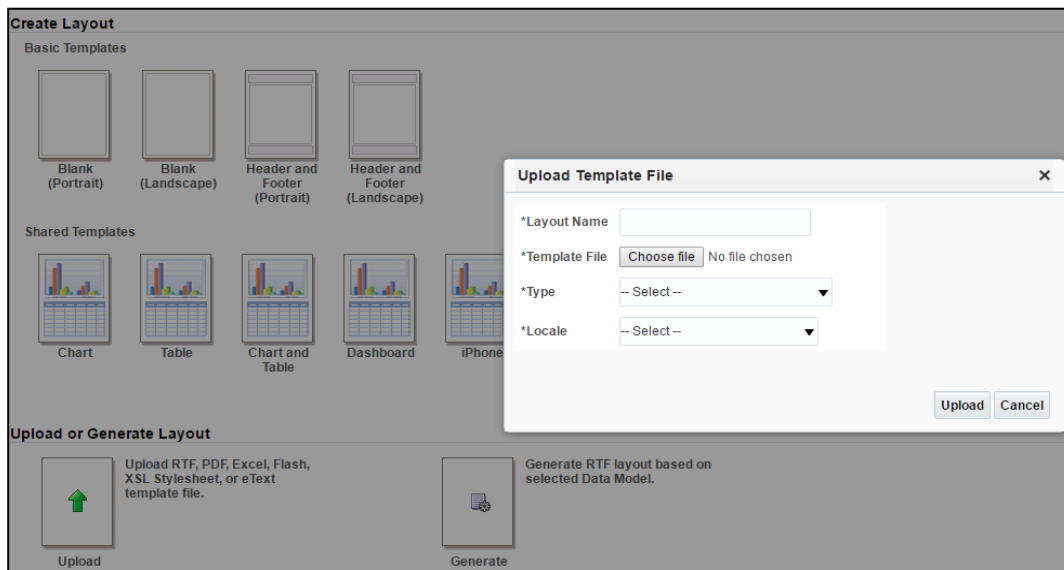 Create Layout
Basic Templates
Blank
(Portrait)
Blank
(Landscape)
Header and
Footer
(Portrait)
Header and
Footer
(Landscape)
Shared Templates
Chart
Table
Chart and
Table
Dashboard
iPhone
Upload Template File
*Layout Name
*Template File Choose file No file chosen
*Type -- Select --
*Locale -- Select --
Upload Cancel
Upload or Generate Layout
Upload RTF, PDF, Excel, Flash,
XSL Stylesheet, or eText
template file.
Upload
Generate RTF layout based on
selected Data Model.
Generate